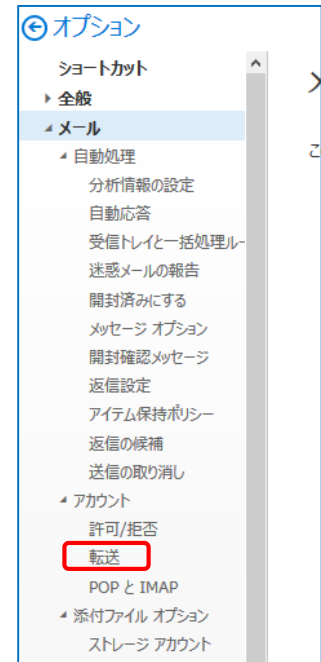 オプション
ショートカット
全般
メール
自動処理
分析情報の設定
自動応答
受信トレイと一括処理ルー
迷惑メールの報告
開封済みにする
メッセージ オプション
開封確認メッセージ
返信設定
アイテム保持ポリシー
返信の候補
送信の取り消し
アカウント
許可/拒否
転送
POP と IMAP
添付ファイル オプション
ストレージ アカウント
こ